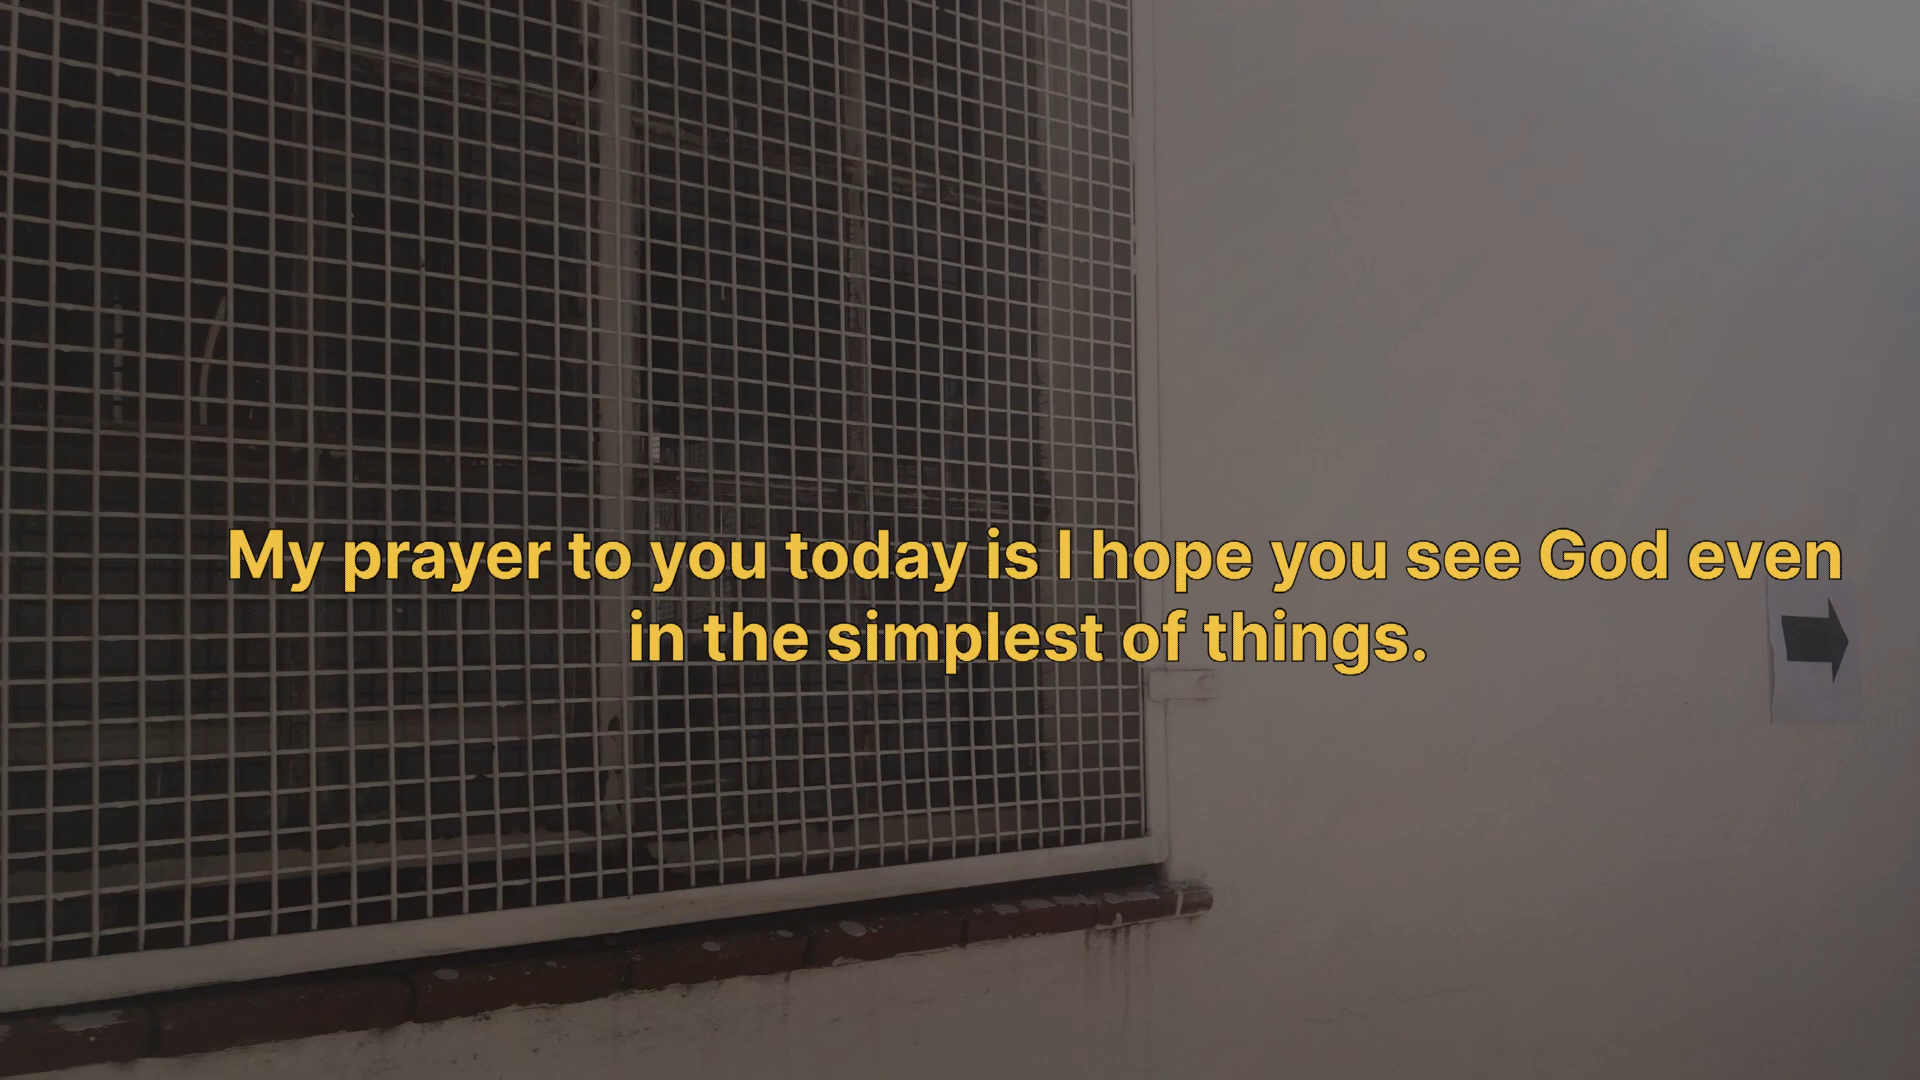 My prayer to you today is I hope you see God even
in the simplest of things.